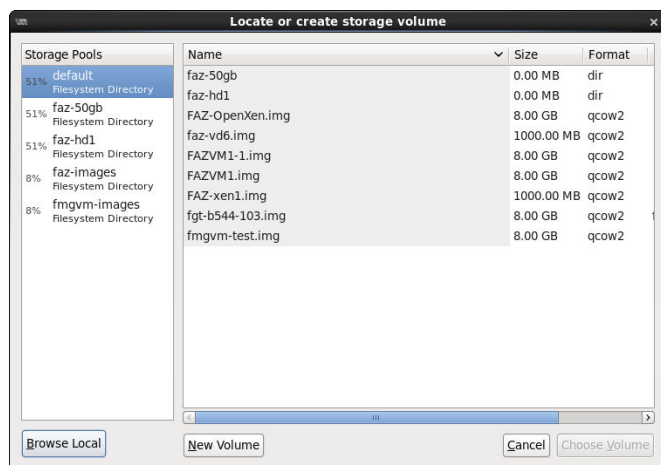 Locate or create storage volume
Storage Pools
51% default
Filesystem Directory
51% faz-50gb
Filesystem Directory
51% faz-hd1
Filesystem Directory
8% faz-images
Filesystem Directory
8% fmgvm-images
Filesystem Directory
Name Size Format
faz-50gb 0.00 MB dir
faz-hd1 0.00 MB dir
FAZ-OpenXen.img 8.00 GB qcow2
faz-vd6.img 1000.00 MB qcow2
FAZVM1-1.img 8.00 GB qcow2
FAZVM1.img 8.00 GB qcow2
FAZ-xen1.img 1000.00 MB qcow2
fgt-b544-103.img 8.00 GB qcow2
fmgvm-test.img 8.00 GB qcow2
Browse Local New Volume Cancel Choose Volume